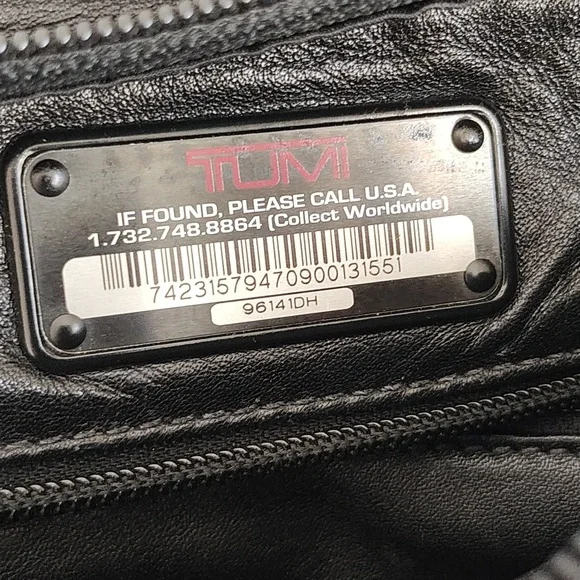 TUMI
IF FOUND, PLEASE CALL U.S.A.
1.732.748.8864 (Collect Worldwide)
74231579470900131551
96141DH